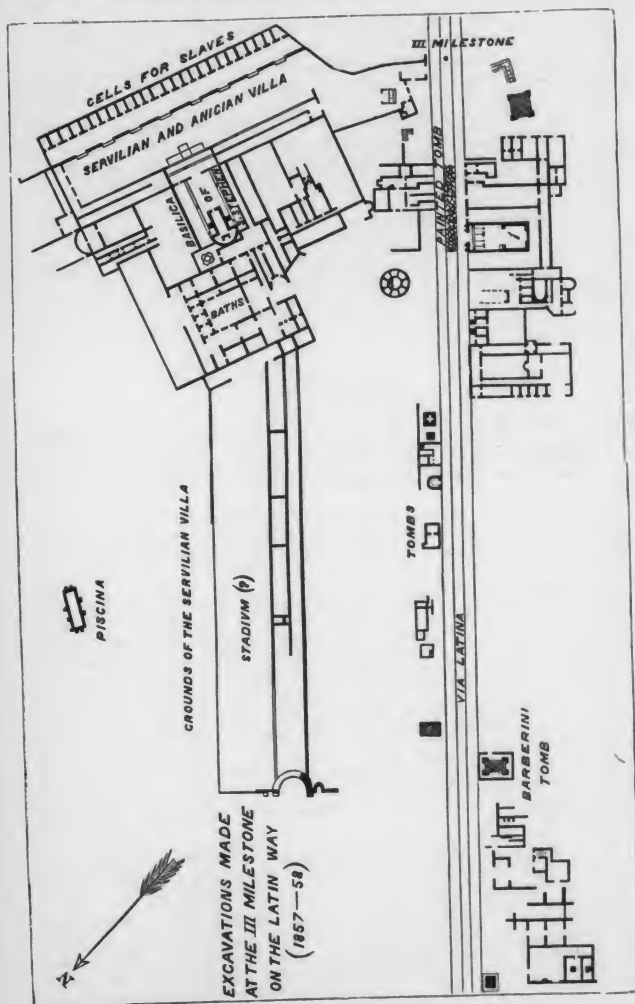 III MILESTONE
CELLS FOR SLAVES
SERVILIAN AND ANICIAN VILLA
BASILICA
OF
S. STEPHEN
BATHS
PAINTED TOMB
GROUNDS OF THE SERVILIAN VILLA
STADIVM (?)
PISCINA
TOMBS
VIA LATINA
BARBERINI
TOMB
EXCAVATIONS MADE
AT THE III MILESTONE
ON THE LATIN WAY
(1857—58)
N